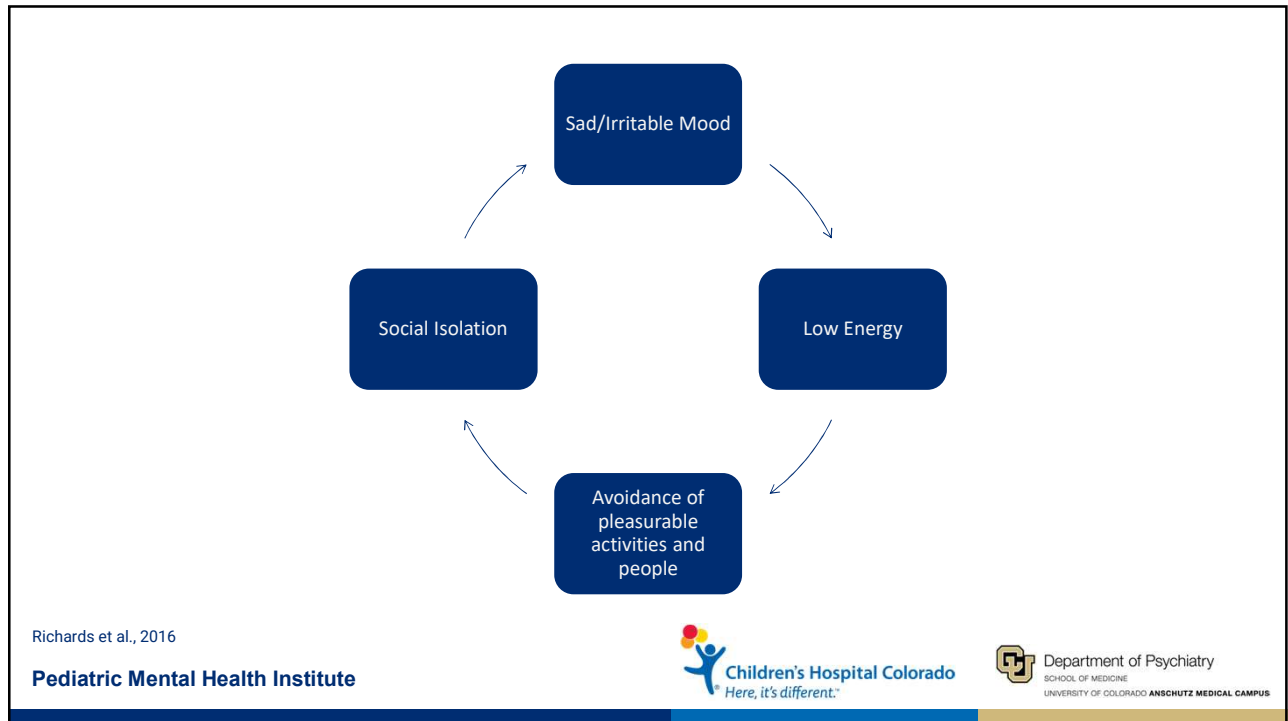 Sad/Irritable Mood
Social Isolation
Low Energy
Avoidance of
pleasurable
activities and
people
Richards et al., 2016
Pediatric Mental Health Institute
Children's Hospital Colorado
Here, it's different.™
Department of Psychiatry
SCHOOL OF MEDICINE
UNIVERSITY OF COLORADO ANSCHUTZ MEDICAL CAMPUS